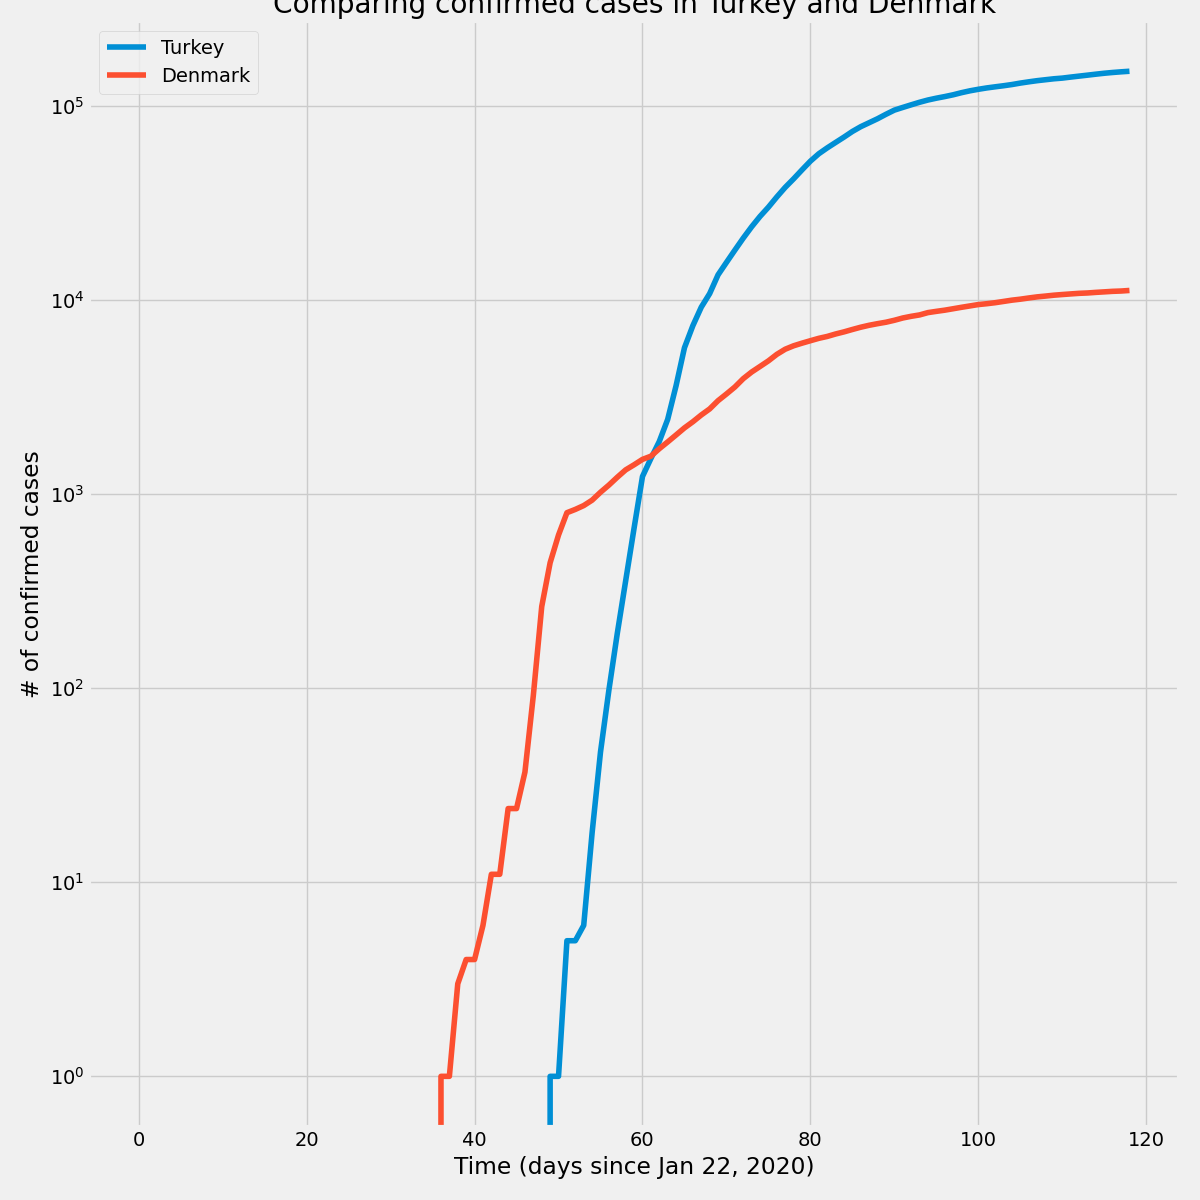 Comparing confirmed cases in Turkey and Denmark
Turkey
Denmark
10⁵
10⁴
10³
10²
10¹
10⁰
# of confirmed cases
0 20 40 60 80 100 120
Time (days since Jan 22, 2020)